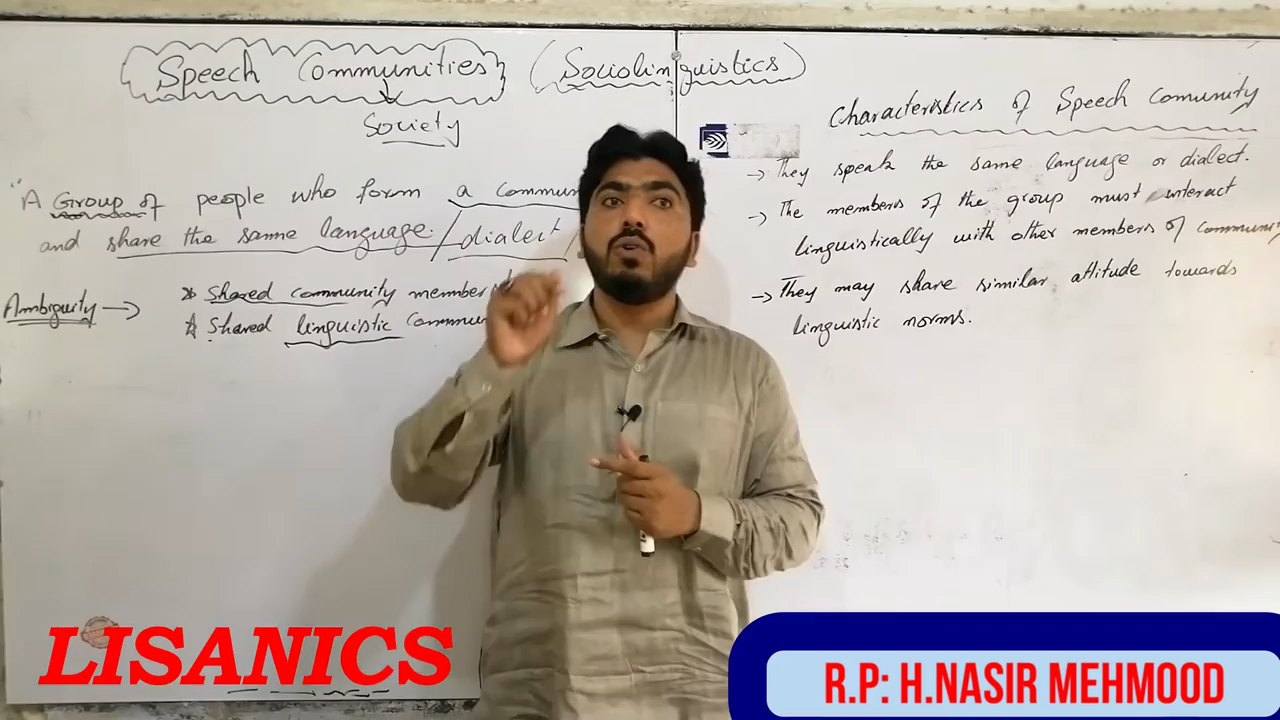 Speech Communities (Sociolinguistics)
Society
"A Group of people who form a commun
and share the same language / dialect /
Ambiguity → * Shared community member
* Shared linguistic Commun
Characteristics of Speech Comunity
→ They speak the same language or dialect.
→ The members of the group must interact
linguistically with other members of communi
→ They may share similar attitude towards
linguistic norms.
LISANICS
R.P: H.NASIR MEHMOOD